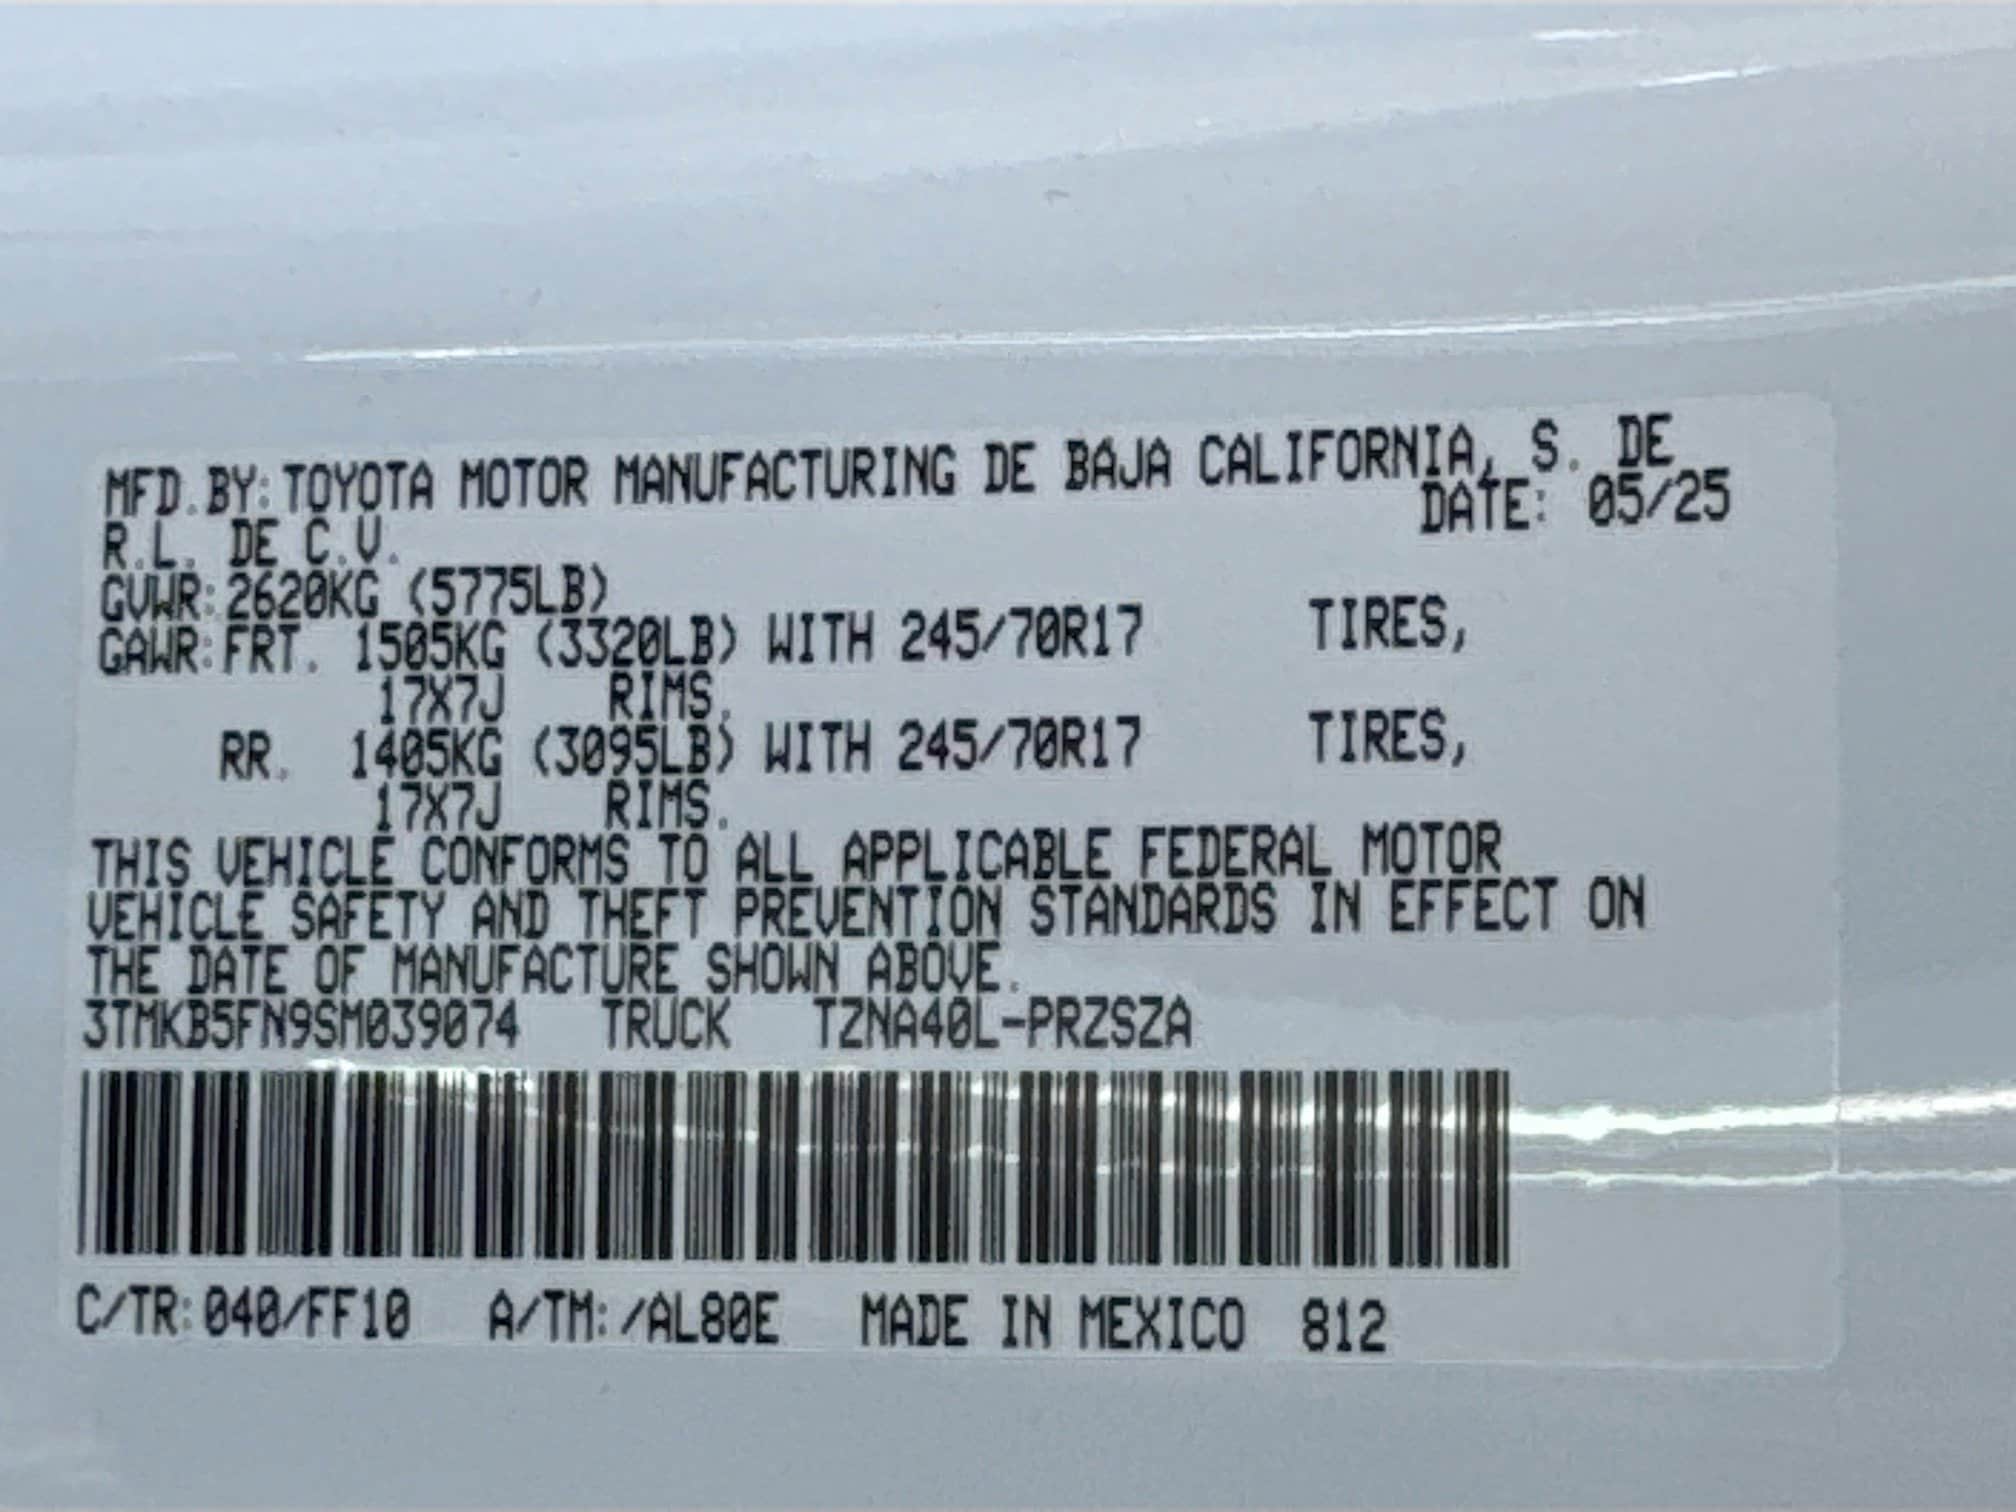 MFD.BY:TOYOTA MOTOR MANUFACTURING DE BAJA CALIFORNIA, S. DE
R.L. DE C.V.
DATE: 05/25
GVWR:2620KG (5775LB)
GAWR:FRT. 1505KG (3320LB) WITH 245/70R17 TIRES,
17X7J RIMS.
RR. 1405KG (3095LB) WITH 245/70R17 TIRES,
17X7J RIMS.
THIS VEHICLE CONFORMS TO ALL APPLICABLE FEDERAL MOTOR
VEHICLE SAFETY AND THEFT PREVENTION STANDARDS IN EFFECT ON
THE DATE OF MANUFACTURE SHOWN ABOVE.
3TMKB5FN9SM039074 TRUCK TZNA40L-PRZSZA
C/TR:040/FF10 A/TM:/AL80E MADE IN MEXICO 812